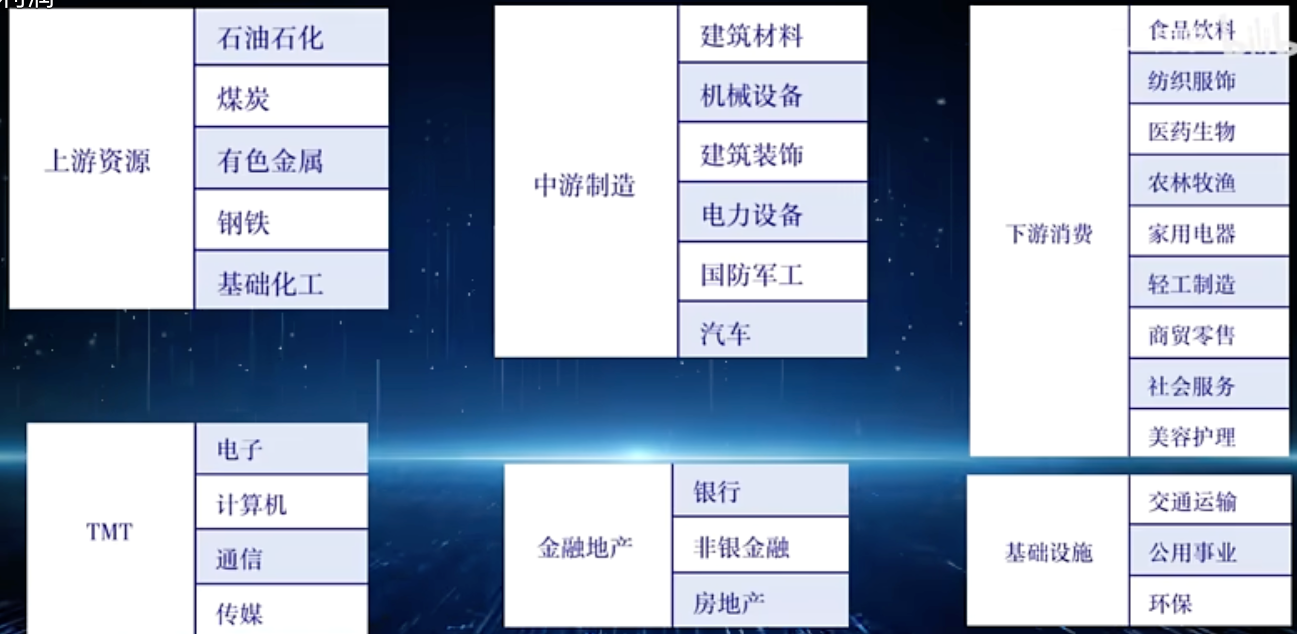 上游资源
石油石化
煤炭
有色金属
钢铁
基础化工
中游制造
建筑材料
机械设备
建筑装饰
电力设备
国防军工
汽车
下游消费
食品饮料
纺织服饰
医药生物
农林牧渔
家用电器
轻工制造
商贸零售
社会服务
美容护理
TMT
电子
计算机
通信
传媒
金融地产
银行
非银金融
房地产
基础设施
交通运输
公用事业
环保